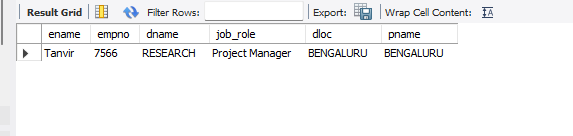 Result Grid Filter Rows: Export: Wrap Cell Content:
ename empno dname job_role dloc pname
Tanvir 7566 RESEARCH Project Manager BENGALURU BENGALURU